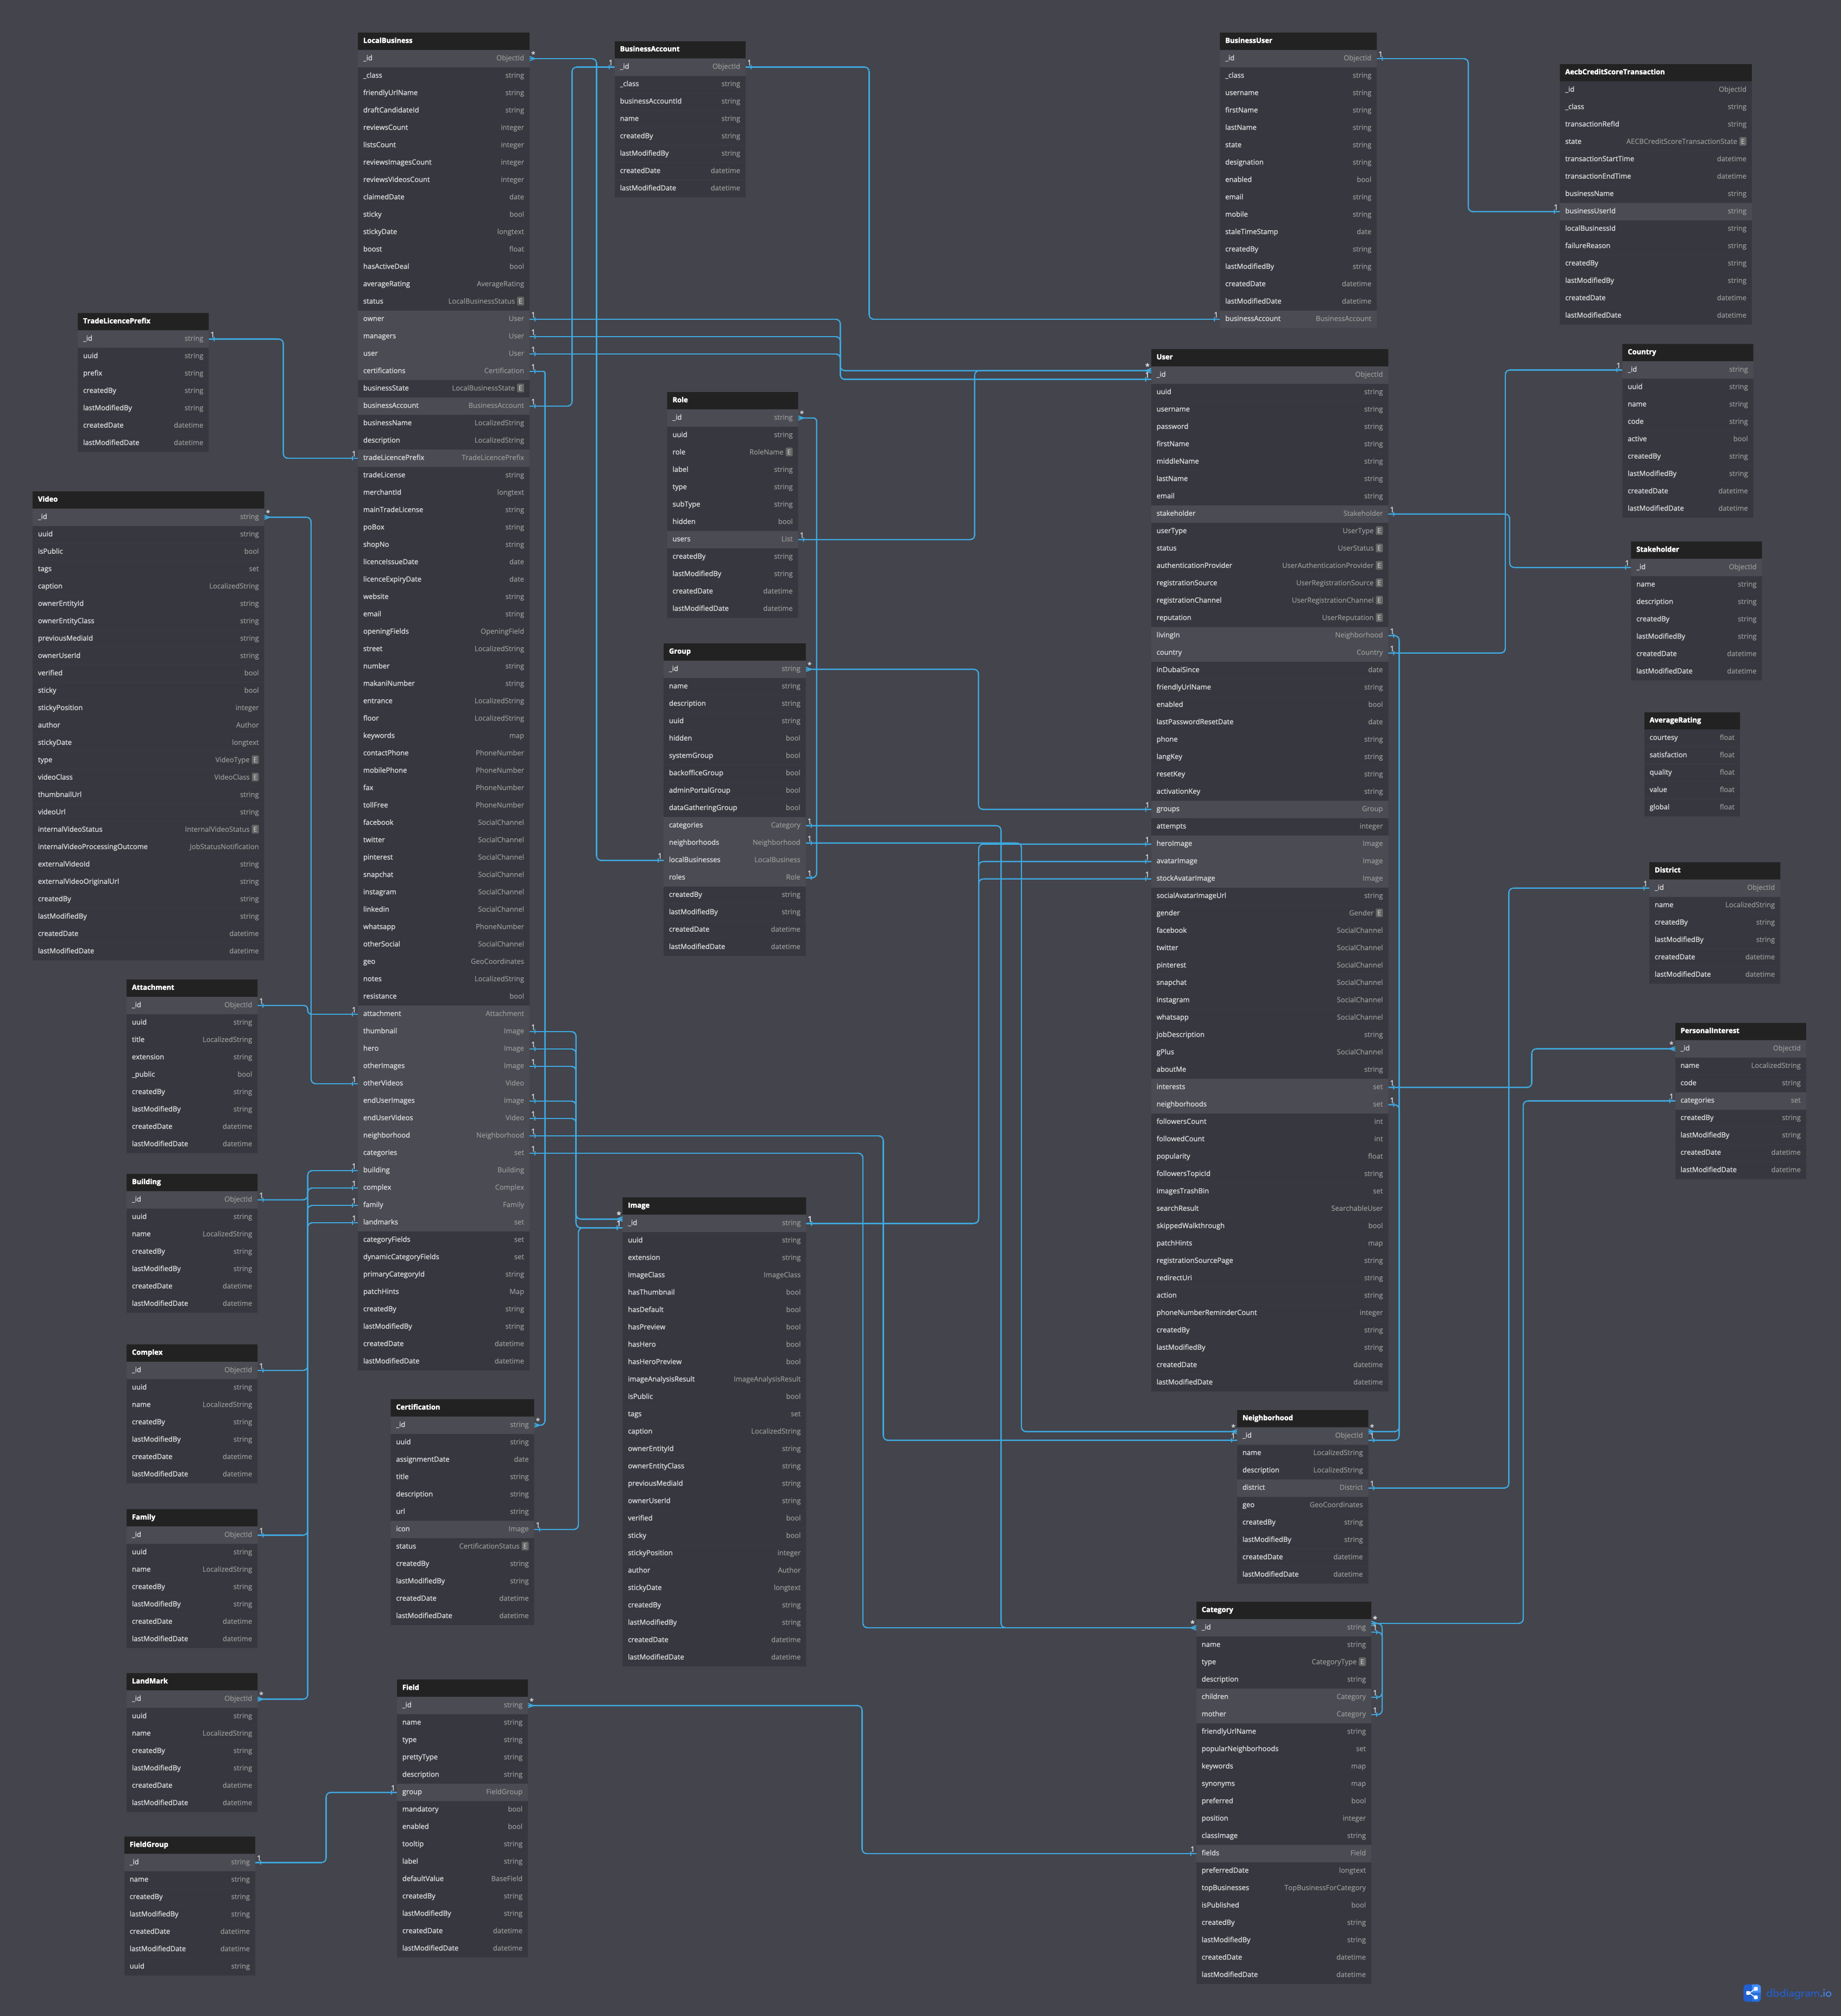 LocalBusiness
_id ObjectId
_class string
friendlyUrlName string
draftCandidateId string
reviewsCount integer
listsCount integer
reviewsImagesCount integer
reviewsVideosCount integer
claimedDate date
sticky bool
stickyDate longtext
boost float
hasActiveDeal bool
averageRating AverageRating
status LocalBusinessStatus E
owner User
managers User
user User
certifications Certification
businessState LocalBusinessState E
businessAccount BusinessAccount
businessName LocalizedString
description LocalizedString
tradeLicencePrefix TradeLicencePrefix
tradeLicense string
merchantId longtext
mainTradeLicense string
poBox string
shopNo string
licenceIssueDate date
licenceExpiryDate date
website string
email string
openingFields OpeningField
street LocalizedString
number string
makaniNumber string
entrance LocalizedString
floor LocalizedString
keywords map
contactPhone PhoneNumber
mobilePhone PhoneNumber
fax PhoneNumber
tollFree PhoneNumber
facebook SocialChannel
twitter SocialChannel
pinterest SocialChannel
snapchat SocialChannel
instagram SocialChannel
linkedin SocialChannel
whatsapp PhoneNumber
otherSocial SocialChannel
geo GeoCoordinates
notes LocalizedString
resistance bool
attachment Attachment
thumbnail Image
hero Image
otherImages Image
otherVideos Video
endUserImages Image
endUserVideos Video
neighborhood Neighborhood
categories set
building Building
complex Complex
family Family
landmarks set
categoryFields set
dynamicCategoryFields set
primaryCategoryId string
patchHints Map
createdBy string
lastModifiedBy string
createdDate datetime
lastModifiedDate datetime
BusinessAccount
_id ObjectId
_class string
businessAccountId string
name string
createdBy string
lastModifiedBy string
createdDate datetime
lastModifiedDate datetime
BusinessUser
_id ObjectId
_class string
username string
firstName string
lastName string
state string
designation string
enabled bool
email string
mobile string
staleTimeStamp date
createdBy string
lastModifiedBy string
createdDate datetime
lastModifiedDate datetime
businessAccount BusinessAccount
AecbCreditScoreTransaction
_id ObjectId
_class string
transactionRefId string
state AECBCreditScoreTransactionState E
transactionStartTime datetime
transactionEndTime datetime
businessName string
businessUserId string
localBusinessId string
failureReason string
createdBy string
lastModifiedBy string
createdDate datetime
lastModifiedDate datetime
TradeLicencePrefix
_id string
uuid string
prefix string
createdBy string
lastModifiedBy string
createdDate datetime
lastModifiedDate datetime
Video
_id string
uuid string
isPublic bool
tags set
caption LocalizedString
ownerEntityId string
ownerEntityClass string
previousMediaId string
ownerUserId string
verified bool
sticky bool
stickyPosition integer
author Author
stickyDate longtext
type VideoType E
videoClass VideoClass E
thumbnailUrl string
videoUrl string
internalVideoStatus InternalVideoStatus E
internalVideoProcessingOutcome JobStatusNotification
externalVideoId string
externalVideoOriginalUrl string
createdBy string
lastModifiedBy string
createdDate datetime
lastModifiedDate datetime
Role
_id string
uuid string
role RoleName E
label string
type string
subType string
hidden bool
users List
createdBy string
lastModifiedBy string
createdDate datetime
lastModifiedDate datetime
Group
_id string
name string
description string
uuid string
hidden bool
systemGroup bool
backofficeGroup bool
adminPortalGroup bool
dataGatheringGroup bool
categories Category
neighborhoods Neighborhood
localBusinesses LocalBusiness
roles Role
createdBy string
lastModifiedBy string
createdDate datetime
lastModifiedDate datetime
User
_id ObjectId
uuid string
username string
password string
firstName string
middleName string
lastName string
email string
stakeholder Stakeholder
userType UserType E
status UserStatus E
authenticationProvider UserAuthenticationProvider E
registrationSource UserRegistrationSource E
registrationChannel UserRegistrationChannel E
reputation UserReputation E
livingIn Neighborhood
country Country
inDubaiSince date
friendlyUrlName string
enabled bool
lastPasswordResetDate date
phone string
langKey string
resetKey string
activationKey string
groups Group
attempts integer
heroImage Image
avatarImage Image
stockAvatarImage Image
socialAvatarImageUrl string
gender Gender E
facebook SocialChannel
twitter SocialChannel
pinterest SocialChannel
snapchat SocialChannel
instagram SocialChannel
whatsapp SocialChannel
jobDescription string
gPlus SocialChannel
aboutMe string
interests set
neighborhoods set
followersCount int
followedCount int
popularity float
followersTopicId string
imagesTrashBin set
searchResult SearchableUser
skippedWalkthrough bool
patchHints map
registrationSourcePage string
redirectUri string
action string
phoneNumberReminderCount integer
createdBy string
lastModifiedBy string
createdDate datetime
lastModifiedDate datetime
Country
_id string
uuid string
name string
code string
active bool
createdBy string
lastModifiedBy string
createdDate datetime
lastModifiedDate datetime
Stakeholder
_id ObjectId
name string
description string
createdBy string
lastModifiedBy string
createdDate datetime
lastModifiedDate datetime
AverageRating
courtesy float
satisfaction float
quality float
value float
global float
District
_id ObjectId
name LocalizedString
createdBy string
lastModifiedBy string
createdDate datetime
lastModifiedDate datetime
PersonalInterest
_id ObjectId
name LocalizedString
code string
categories set
createdBy string
lastModifiedBy string
createdDate datetime
lastModifiedDate datetime
Attachment
_id ObjectId
uuid string
title LocalizedString
extension string
_public bool
createdBy string
lastModifiedBy string
createdDate datetime
lastModifiedDate datetime
Building
_id ObjectId
uuid string
name LocalizedString
createdBy string
lastModifiedBy string
createdDate datetime
lastModifiedDate datetime
Complex
_id ObjectId
uuid string
name LocalizedString
createdBy string
lastModifiedBy string
createdDate datetime
lastModifiedDate datetime
Family
_id ObjectId
uuid string
name LocalizedString
createdBy string
lastModifiedBy string
createdDate datetime
lastModifiedDate datetime
LandMark
_id ObjectId
uuid string
name LocalizedString
createdBy string
lastModifiedBy string
createdDate datetime
lastModifiedDate datetime
FieldGroup
_id string
name string
createdBy string
lastModifiedBy string
createdDate datetime
lastModifiedDate datetime
uuid string
Certification
_id string
uuid string
assignmentDate date
title string
description string
url string
icon Image
status CertificationStatus E
createdBy string
lastModifiedBy string
createdDate datetime
lastModifiedDate datetime
Field
_id string
name string
type string
prettyType string
description string
group FieldGroup
mandatory bool
enabled bool
tooltip string
label string
defaultValue BaseField
createdBy string
lastModifiedBy string
createdDate datetime
lastModifiedDate datetime
Image
_id string
uuid string
extension string
imageClass ImageClass
hasThumbnail bool
hasDefault bool
hasPreview bool
hasHero bool
hasHeroPreview bool
imageAnalysisResult ImageAnalysisResult
isPublic bool
tags set
caption LocalizedString
ownerEntityId string
ownerEntityClass string
previousMediaId string
ownerUserId string
verified bool
sticky bool
stickyPosition integer
author Author
stickyDate longtext
createdBy string
lastModifiedBy string
createdDate datetime
lastModifiedDate datetime
Neighborhood
_id ObjectId
name LocalizedString
description LocalizedString
district District
geo GeoCoordinates
createdBy string
lastModifiedBy string
createdDate datetime
lastModifiedDate datetime
Category
_id string
name string
type CategoryType E
description string
children Category
mother Category
friendlyUrlName string
popularNeighborhoods set
keywords map
synonyms map
preferred bool
position integer
classImage string
fields Field
preferredDate longtext
topBusinesses TopBusinessForCategory
isPublished bool
createdBy string
lastModifiedBy string
createdDate datetime
lastModifiedDate datetime
dbdiagram.io